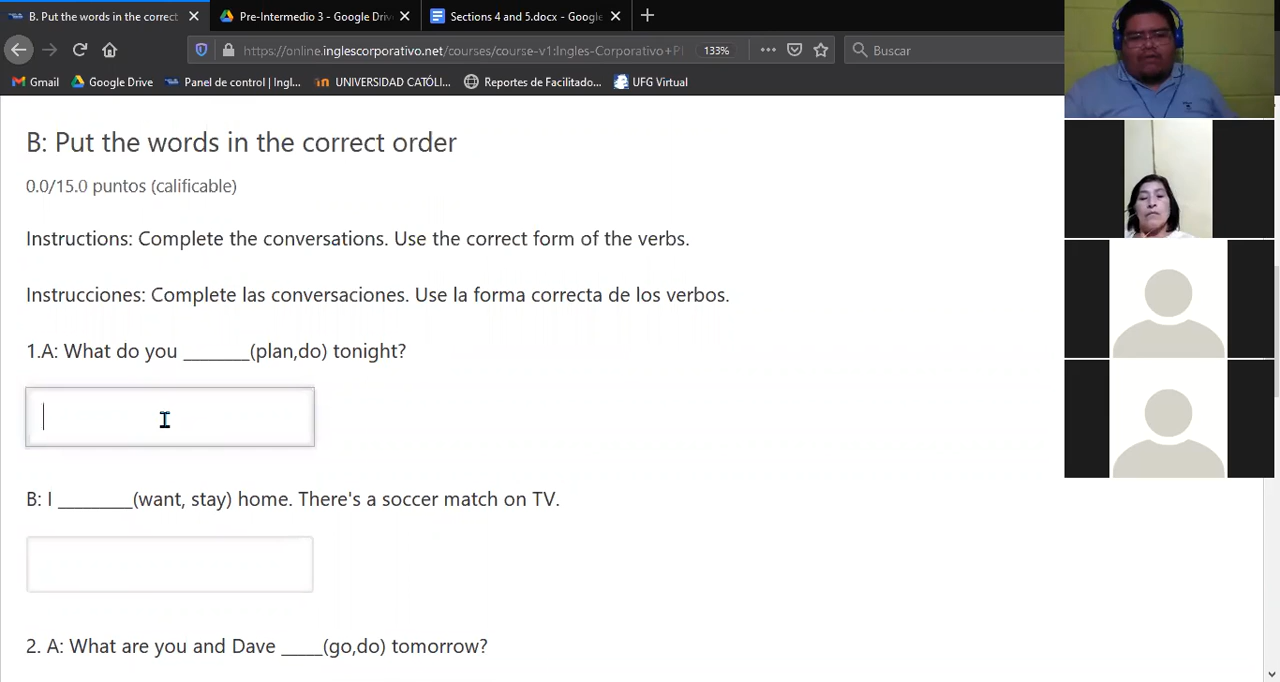 B. Put the words in the correct
Pre-Intermedio 3 - Google Driv
Sections 4 and 5.docx - Google
https://online.inglescorporativo.net/courses/course-v1:Ingles-Corporativo+P
133%
Buscar
Gmail
Google Drive
Panel de control | Ingl...
UNIVERSIDAD CATÓLI...
Reportes de Facilitado...
UFG Virtual
B: Put the words in the correct order
0.0/15.0 puntos (calificable)
Instructions: Complete the conversations. Use the correct form of the verbs.
Instrucciones: Complete las conversaciones. Use la forma correcta de los verbos.
1.A: What do you _______(plan,do) tonight?
B: I ________(want, stay) home. There's a soccer match on TV.
2. A: What are you and Dave ____(go,do) tomorrow?